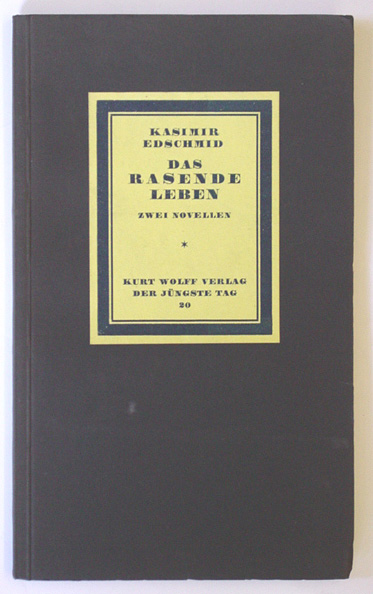 KASIMIR
EDSCHMID
DAS
RASENDE
LEBEN
ZWEI NOVELLEN
*
KURT WOLFF VERLAG
DER JÜNGSTE TAG
20